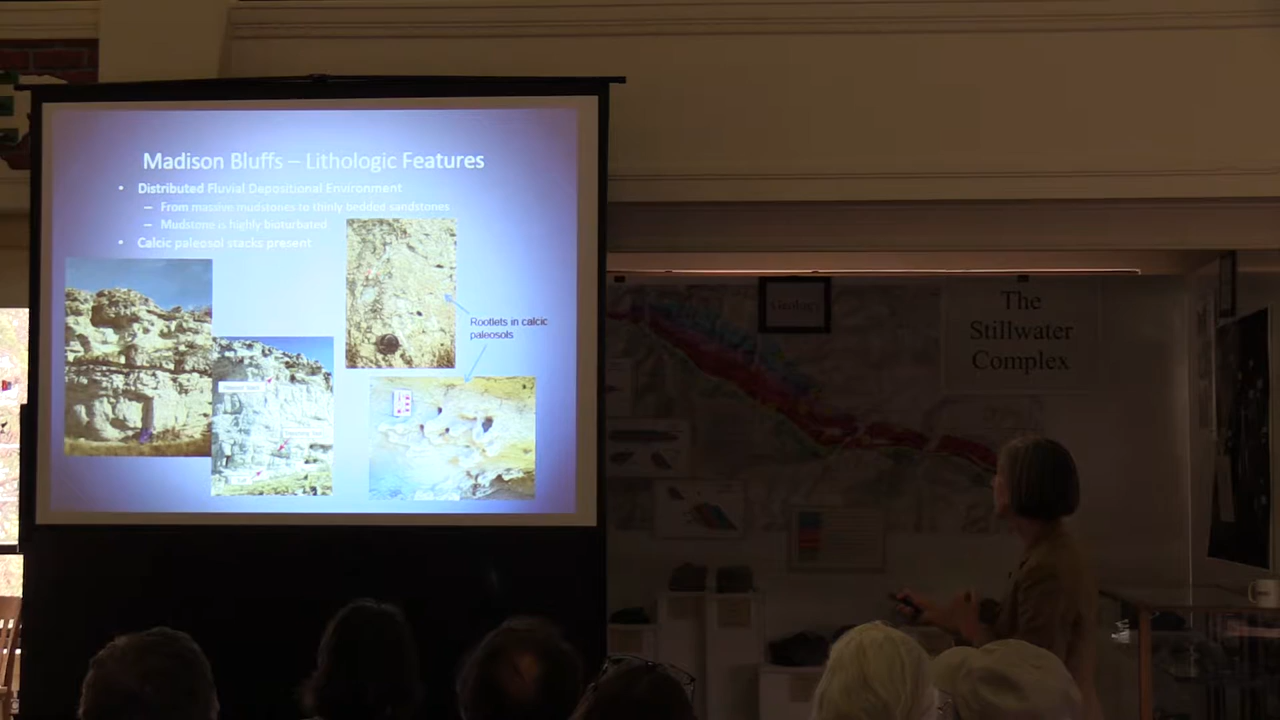 Madison Bluffs – Lithologic Features
• Distributed Fluvial Depositional Environment
– From massive mudstones to thinly bedded sandstones
– Mudstone is highly bioturbated
• Calcic paleosol stacks present
Rootlets in calcic
paleosols
Geology
The
Stillwater
Complex